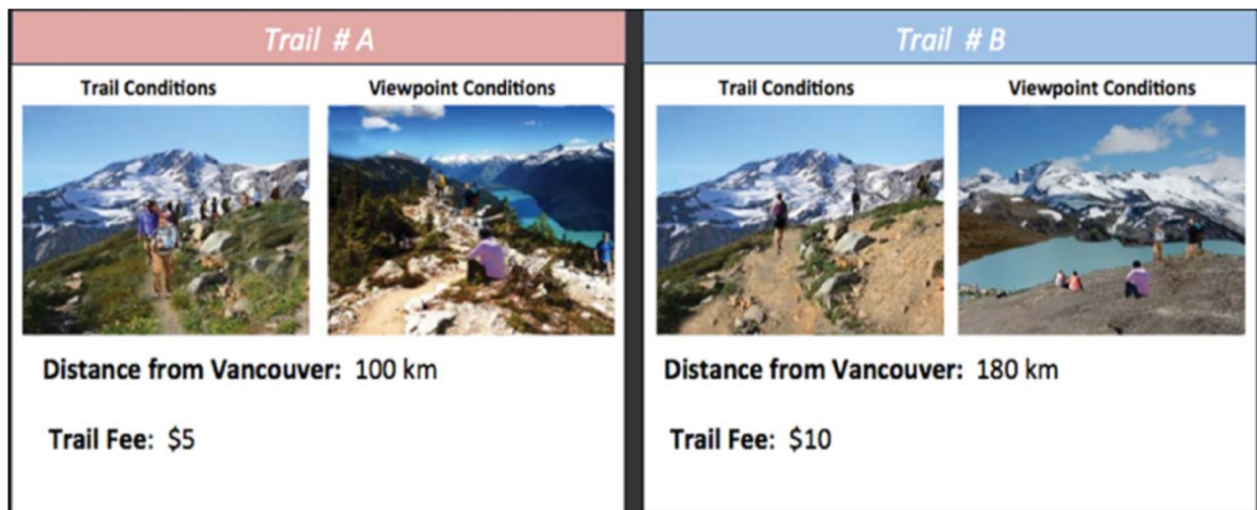 Trail # A
Trail Conditions
Viewpoint Conditions
Distance from Vancouver: 100 km
Trail Fee: $5
Trail # B
Trail Conditions
Viewpoint Conditions
Distance from Vancouver: 180 km
Trail Fee: $10